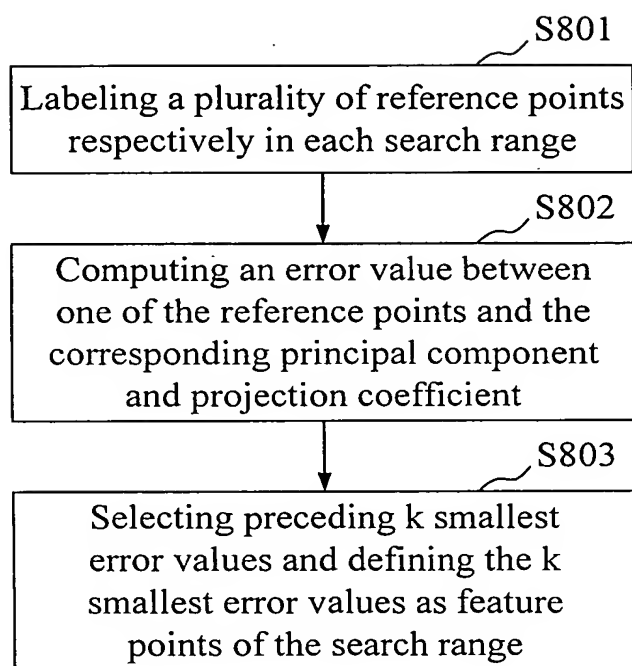 S801
Labeling a plurality of reference points
respectively in each search range
S802
Computing an error value between
one of the reference points and the
corresponding principal component
and projection coefficient
S803
Selecting preceding k smallest
error values and defining the k
smallest error values as feature
points of the search range